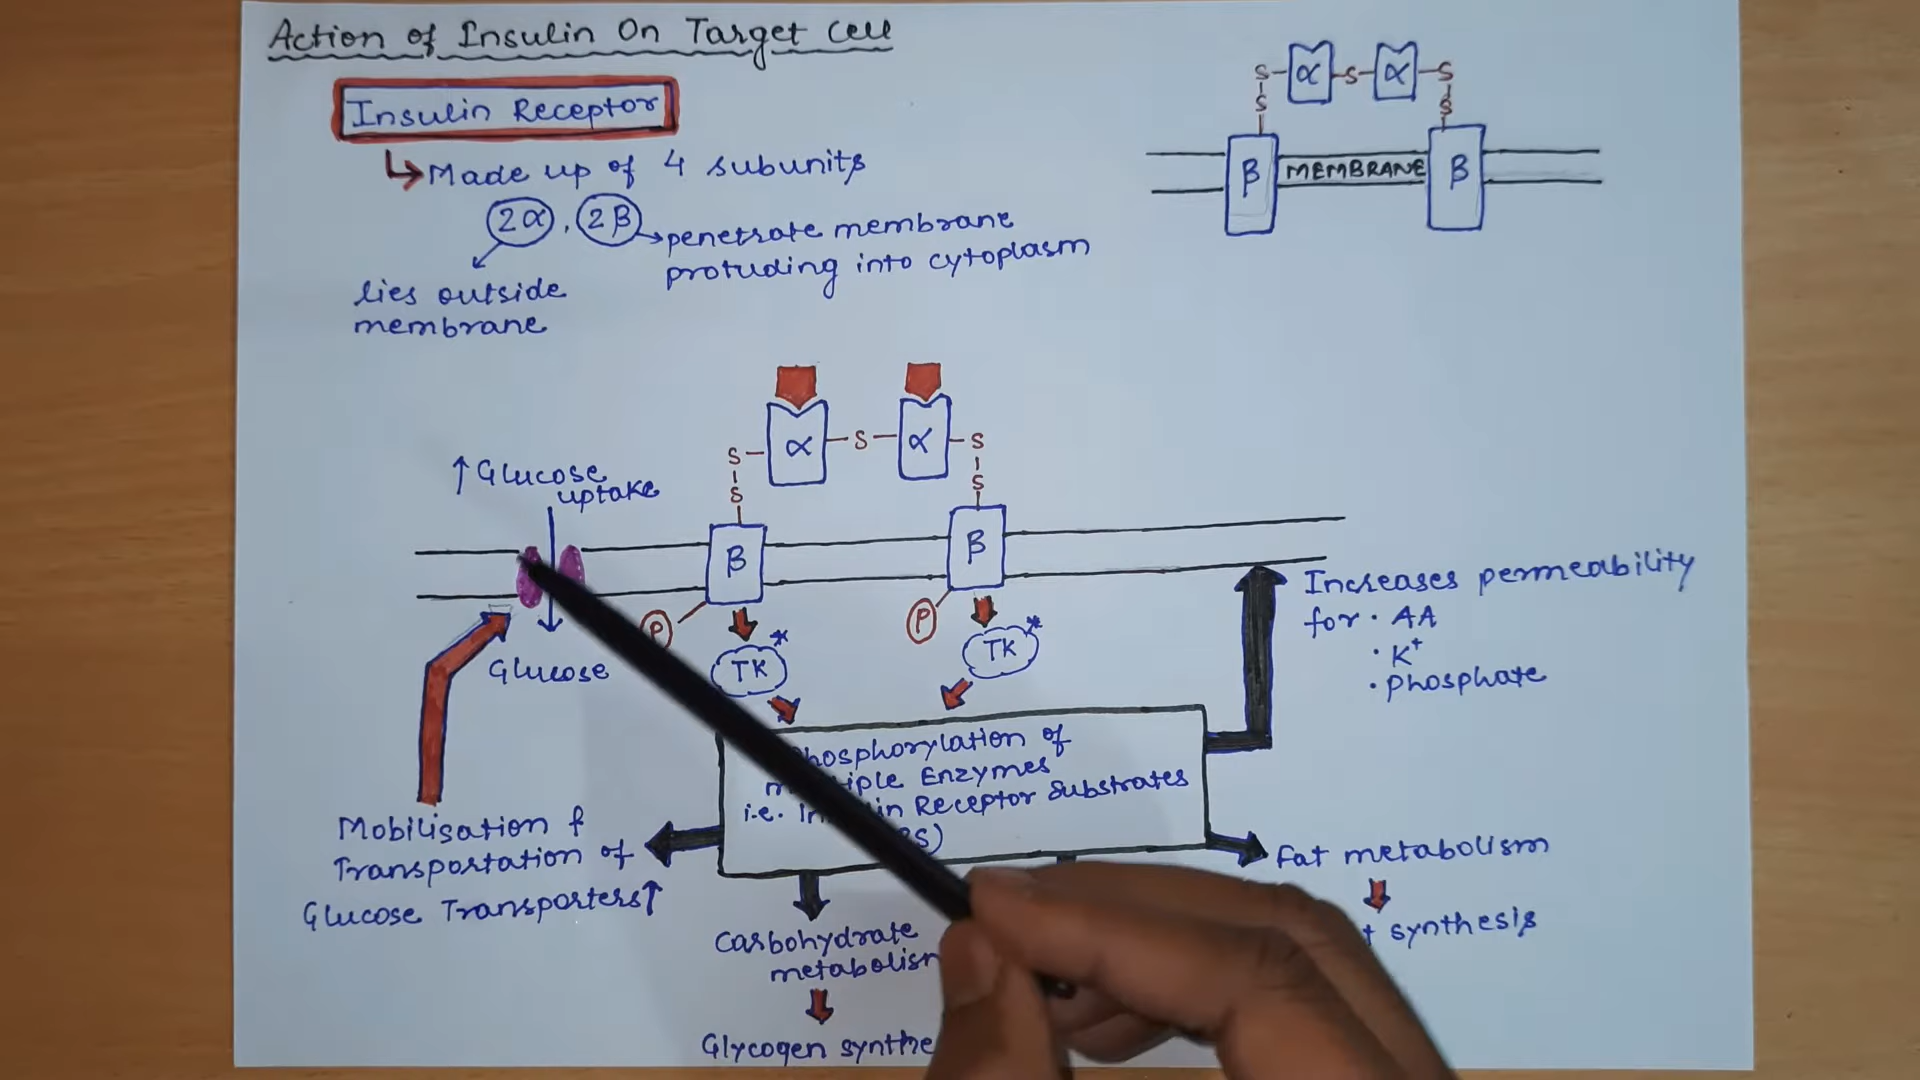 Action of Insulin On Target Cell
Insulin Receptor
Made up of 4 subunits
2α, 2β
penetrate membrane
protuding into cytoplasm
lies outside
membrane
S α S α S
S S
β MEMBRANE β
↑Glucose
uptake
S α S α S
S S
β β
P P
TK* TK*
Glucose
Increases permeability
for · AA
· K⁺
· Phosphate
Phosphorylation of
Enzymes
i.e. Receptor Substrates
Mobilisation &
Transportation of
Glucose Transporters↑
Carbohydrate
Glycogen
Fat metabolism
synthesis